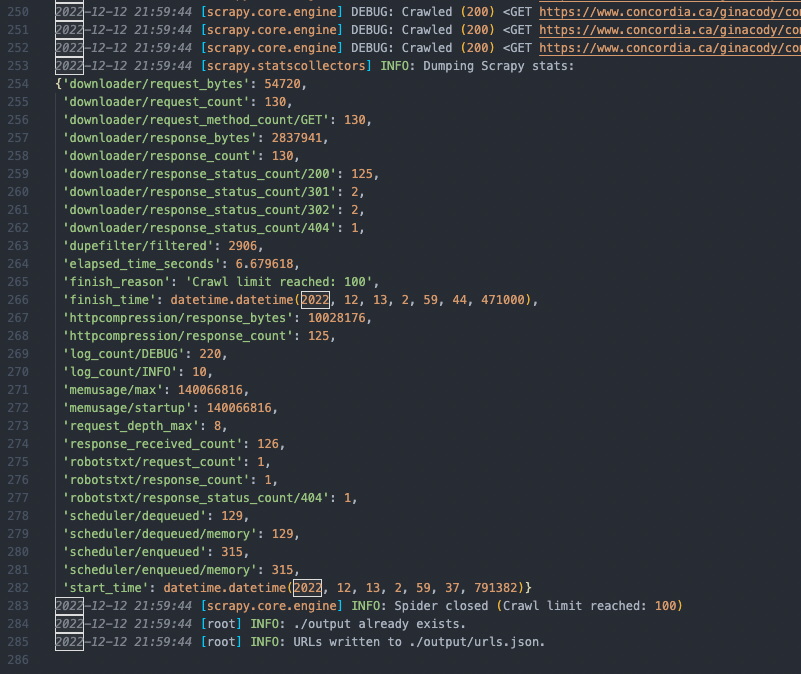 250 2022-12-12 21:59:44 [scrapy.core.engine] DEBUG: Crawled (200) <GET https://www.concordia.ca/ginacody/con
251 2022-12-12 21:59:44 [scrapy.core.engine] DEBUG: Crawled (200) <GET https://www.concordia.ca/ginacody/con
252 2022-12-12 21:59:44 [scrapy.core.engine] DEBUG: Crawled (200) <GET https://www.concordia.ca/ginacody/con
253 2022-12-12 21:59:44 [scrapy.statscollectors] INFO: Dumping Scrapy stats:
254 {'downloader/request_bytes': 54720,
255 'downloader/request_count': 130,
256 'downloader/request_method_count/GET': 130,
257 'downloader/response_bytes': 2837941,
258 'downloader/response_count': 130,
259 'downloader/response_status_count/200': 125,
260 'downloader/response_status_count/301': 2,
261 'downloader/response_status_count/302': 2,
262 'downloader/response_status_count/404': 1,
263 'dupefilter/filtered': 2906,
264 'elapsed_time_seconds': 6.679618,
265 'finish_reason': 'Crawl limit reached: 100',
266 'finish_time': datetime.datetime(2022, 12, 13, 2, 59, 44, 471000),
267 'httpcompression/response_bytes': 10028176,
268 'httpcompression/response_count': 125,
269 'log_count/DEBUG': 220,
270 'log_count/INFO': 10,
271 'memusage/max': 140066816,
272 'memusage/startup': 140066816,
273 'request_depth_max': 8,
274 'response_received_count': 126,
275 'robotstxt/request_count': 1,
276 'robotstxt/response_count': 1,
277 'robotstxt/response_status_count/404': 1,
278 'scheduler/dequeued': 129,
279 'scheduler/dequeued/memory': 129,
280 'scheduler/enqueued': 315,
281 'scheduler/enqueued/memory': 315,
282 'start_time': datetime.datetime(2022, 12, 13, 2, 59, 37, 791382)}
283 2022-12-12 21:59:44 [scrapy.core.engine] INFO: Spider closed (Crawl limit reached: 100)
284 2022-12-12 21:59:44 [root] INFO: ./output already exists.
285 2022-12-12 21:59:44 [root] INFO: URLs written to ./output/urls.json.
286